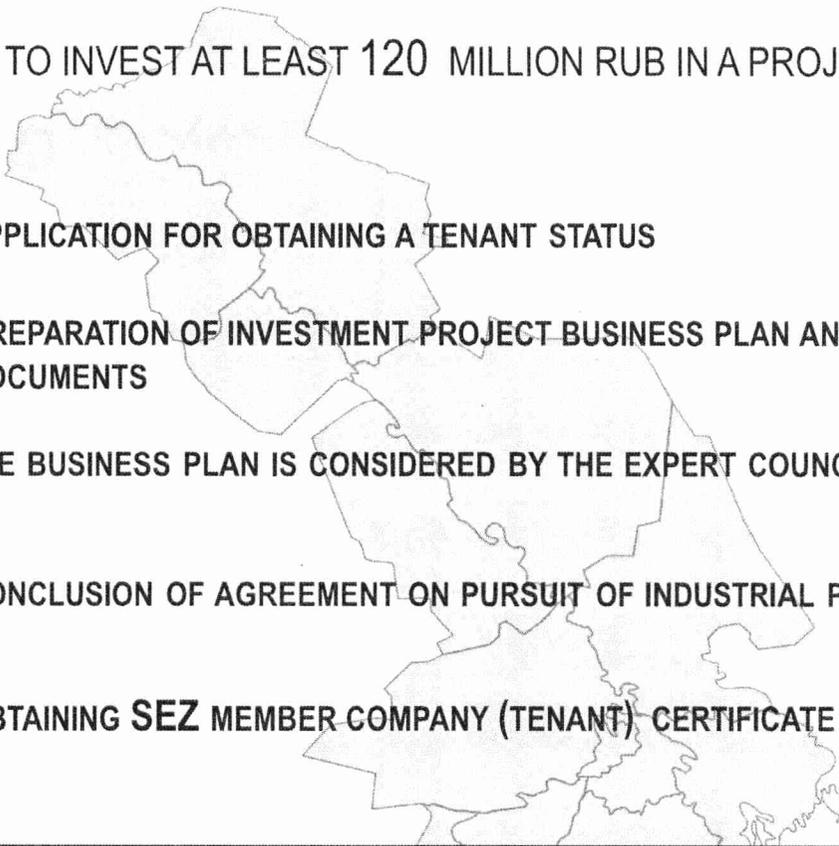 TO INVEST AT LEAST 120 MILLION RUB IN A PROJ
PPLICATION FOR OBTAINING A TENANT STATUS
REPARATION OF INVESTMENT PROJECT BUSINESS PLAN AN
OCUMENTS
E BUSINESS PLAN IS CONSIDERED BY THE EXPERT COUNC
ONCLUSION OF AGREEMENT ON PURSUIT OF INDUSTRIAL P
BTAINING SEZ MEMBER COMPANY (TENANT) CERTIFICATE